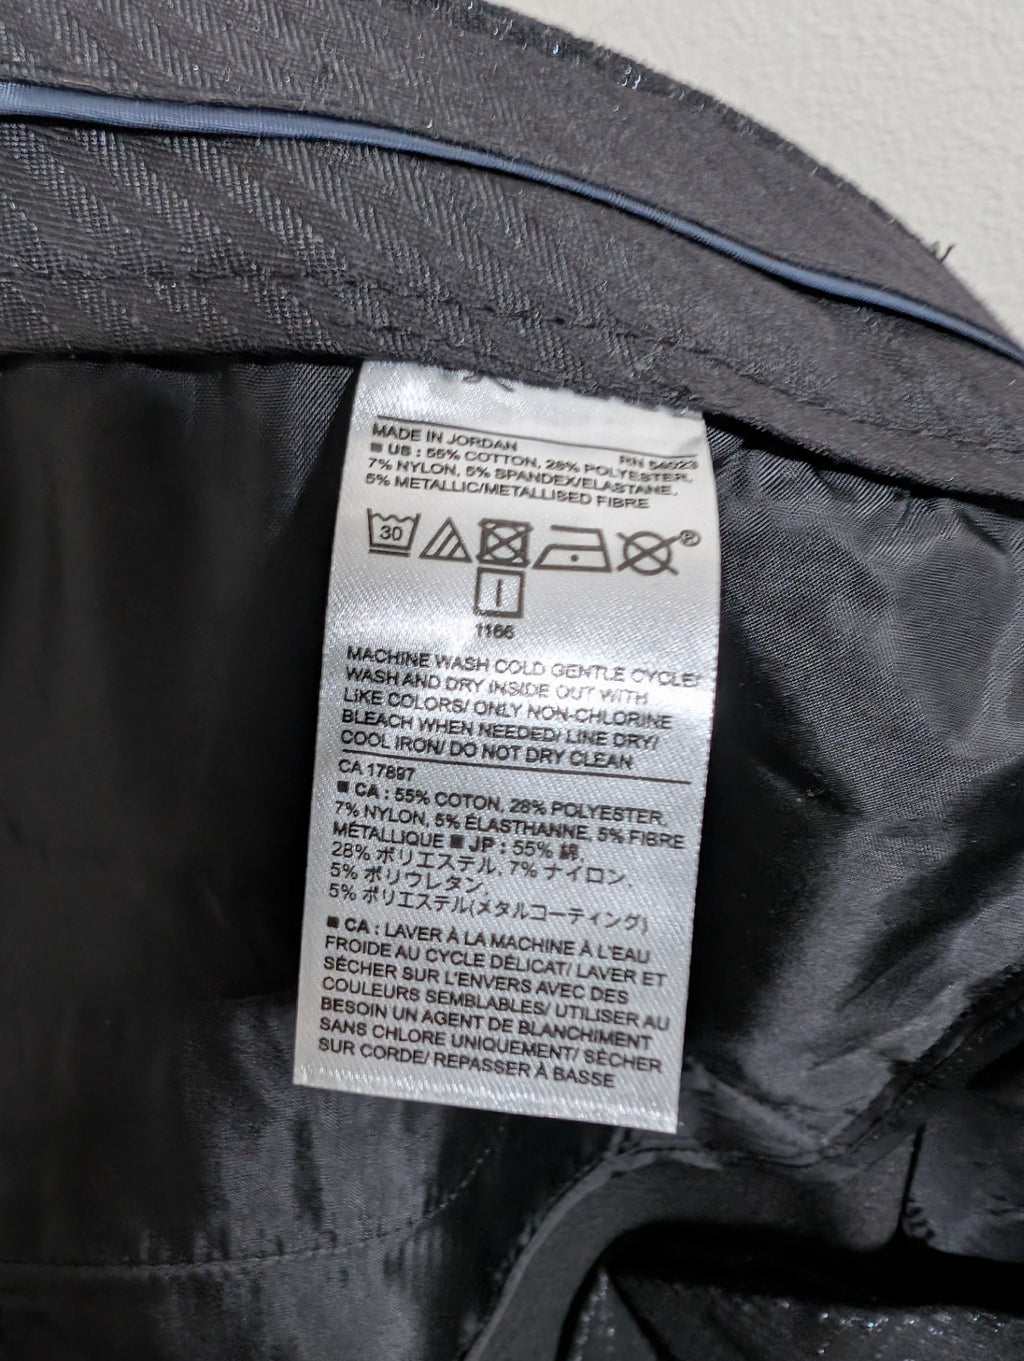 MADE IN JORDAN RN 54023
■ US : 55% COTTON, 28% POLYESTER,
7% NYLON, 5% SPANDEX/ELASTANE,
5% METALLIC/METALLISED FIBRE
30
®
1166
MACHINE WASH COLD GENTLE CYCLE/
WASH AND DRY INSIDE OUT WITH
LIKE COLORS/ ONLY NON-CHLORINE
BLEACH WHEN NEEDED/ LINE DRY/
COOL IRON/ DO NOT DRY CLEAN
CA 17897
■ CA : 55% COTON, 28% POLYESTER,
7% NYLON, 5% ÉLASTHANNE, 5% FIBRE
MÉTALLIQUE ■ JP : 55% 綿,
28% ポリエステル, 7% ナイロン,
5% ポリウレタン,
5% ポリエステル(メタルコーティング)
■ CA : LAVER À LA MACHINE À L'EAU
FROIDE AU CYCLE DÉLICAT/ LAVER ET
SÉCHER SUR L'ENVERS AVEC DES
COULEURS SEMBLABLES/ UTILISER AU
BESOIN UN AGENT DE BLANCHIMENT
SANS CHLORE UNIQUEMENT/ SÉCHER
SUR CORDE/ REPASSER À BASSE